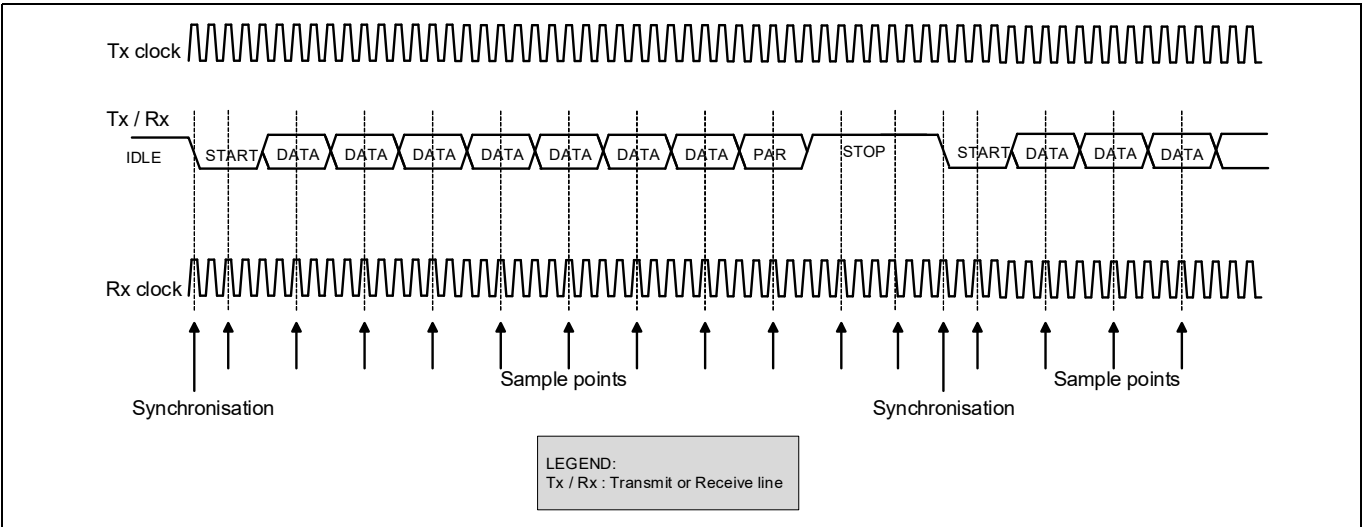 Tx clock
Tx / Rx
IDLE START DATA DATA DATA DATA DATA DATA DATA PAR STOP START DATA DATA DATA
Rx clock
Sample points Sample points
Synchronisation Synchronisation
LEGEND:
Tx / Rx : Transmit or Receive line